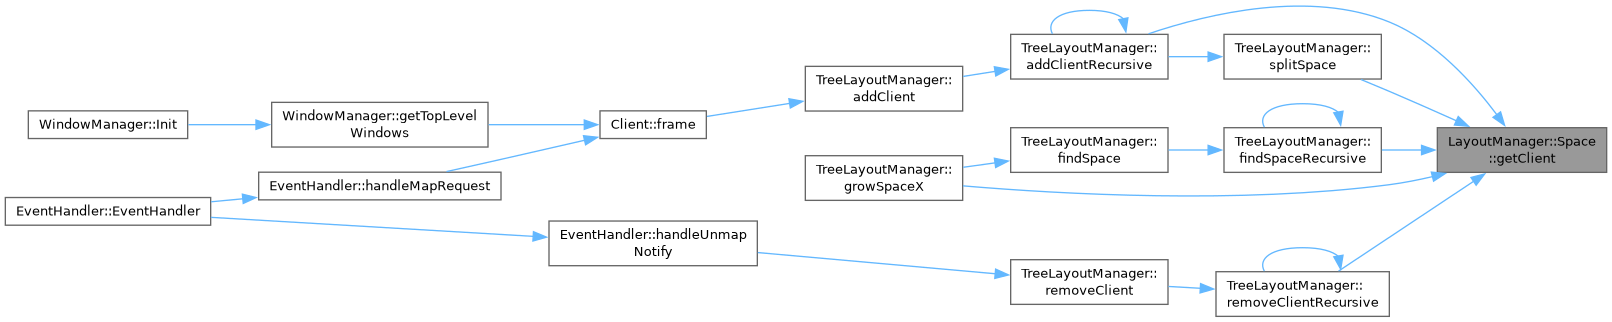 TreeLayoutManager::
addClientRecursive
TreeLayoutManager::
splitSpace
TreeLayoutManager::
addClient
WindowManager::Init
WindowManager::getTopLevel
Windows
Client::frame
TreeLayoutManager::
findSpace
TreeLayoutManager::
findSpaceRecursive
LayoutManager::Space
::getClient
TreeLayoutManager::
growSpaceX
EventHandler::handleMapRequest
EventHandler::EventHandler
EventHandler::handleUnmap
Notify
TreeLayoutManager::
removeClient
TreeLayoutManager::
removeClientRecursive